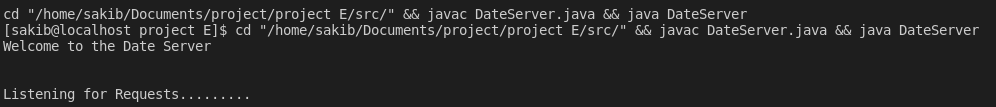 cd "/home/sakib/Documents/project/project E/src/" && javac DateServer.java && java DateServer
[sakib@localhost project E]$ cd "/home/sakib/Documents/project/project E/src/" && javac DateServer.java && java DateServer
Welcome to the Date Server
Listening for Requests.........